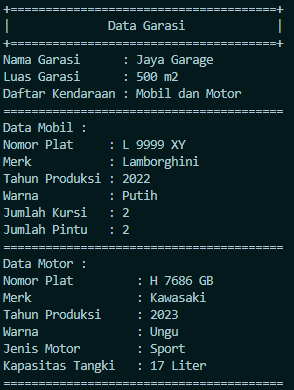 +======================================+
|              Data Garasi             |
+======================================+
Nama Garasi      : Jaya Garage
Luas Garasi      : 500 m2
Daftar Kendaraan : Mobil dan Motor
========================================
Data Mobil :
Nomor Plat     : L 9999 XY
Merk           : Lamborghini
Tahun Produksi : 2022
Warna          : Putih
Jumlah Kursi   : 2
Jumlah Pintu   : 2
========================================
Data Motor :
Nomor Plat         : H 7686 GB
Merk               : Kawasaki
Tahun Produksi     : 2023
Warna              : Ungu
Jenis Motor        : Sport
Kapasitas Tangki   : 17 Liter
========================================